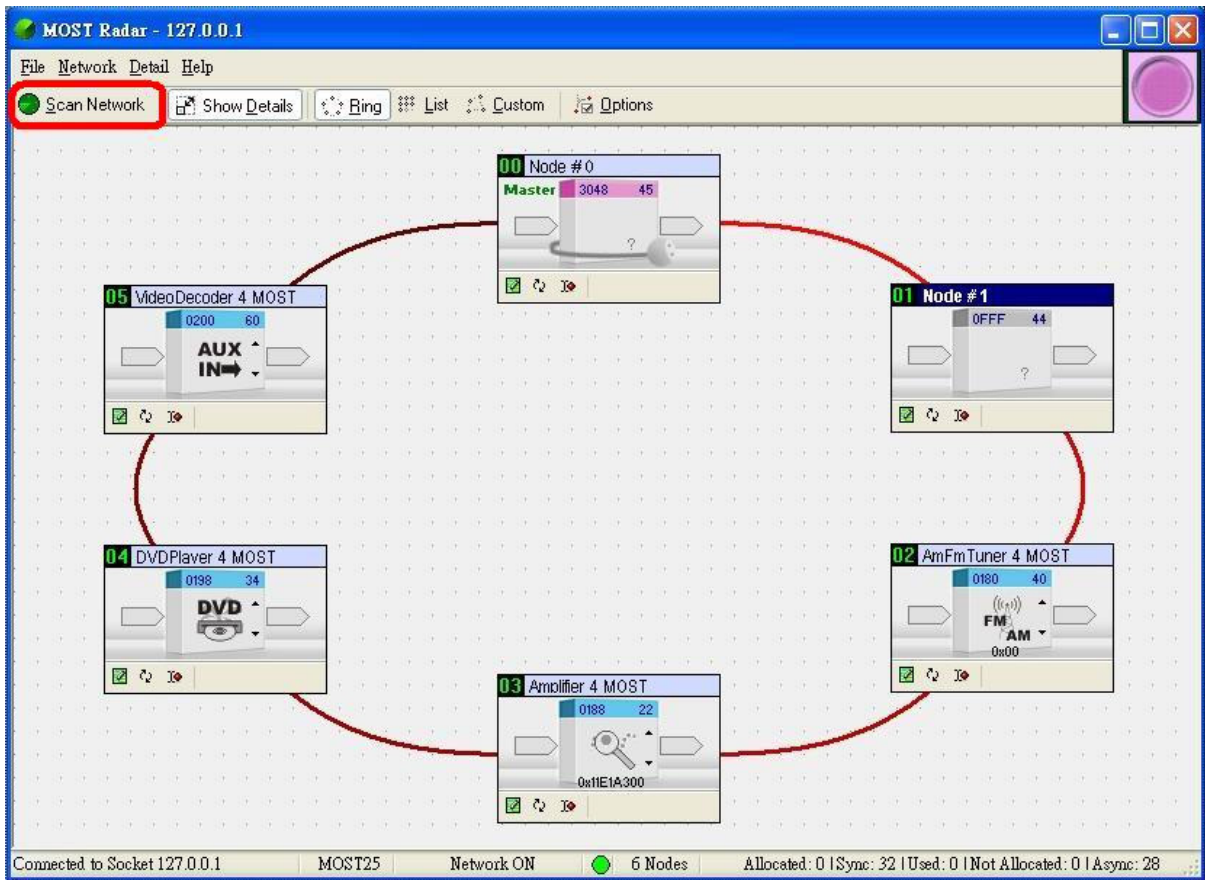 MOST Radar - 127.0.0.1
File Network Detail Help
Scan Network Show Details Ring List Custom Options
00 Node #0
Master 3048 45
?
05 VideoDecoder 4 MOST
0200 60
AUX
IN
01 Node #1
0FFF 44
?
04 DVDPlayer 4 MOST
0198 34
DVD
02 AmFmTuner 4 MOST
0180 40
FM
AM
0x00
03 Amplifier 4 MOST
0188 22
0x11E1A300
Connected to Socket 127.0.0.1 MOST25 Network ON 6 Nodes Allocated: 0 | Sync: 32 | Used: 0 | Not Allocated: 0 | Async: 28